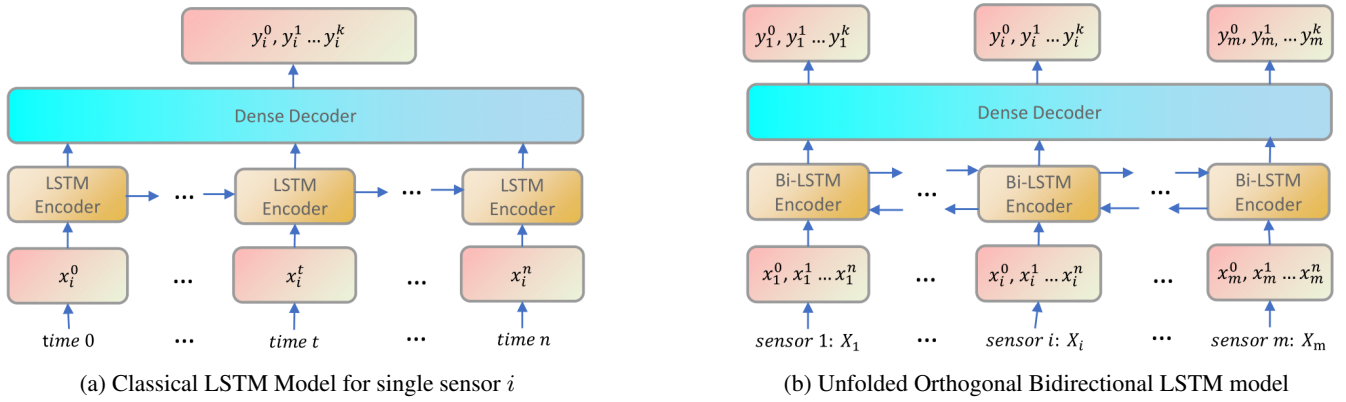 y_i^0, y_i^1 … y_i^k
Dense Decoder
LSTM
Encoder
…
LSTM
Encoder
…
LSTM
Encoder
x_i^0
…
x_i^t
…
x_i^n
time 0
…
time t
…
time n
(a) Classical LSTM Model for single sensor i
y_1^0, y_1^1 … y_1^k
y_i^0, y_i^1 … y_i^k
y_m^0, y_m,^1 … y_m^k
Dense Decoder
Bi-LSTM
Encoder
…
Bi-LSTM
Encoder
…
Bi-LSTM
Encoder
x_1^0, x_1^1 … x_1^n
…
x_i^0, x_i^1 … x_i^n
…
x_m^0, x_m^1 … x_m^n
sensor 1: X_1
…
sensor i: X_i
…
sensor m: X_m
(b) Unfolded Orthogonal Bidirectional LSTM model